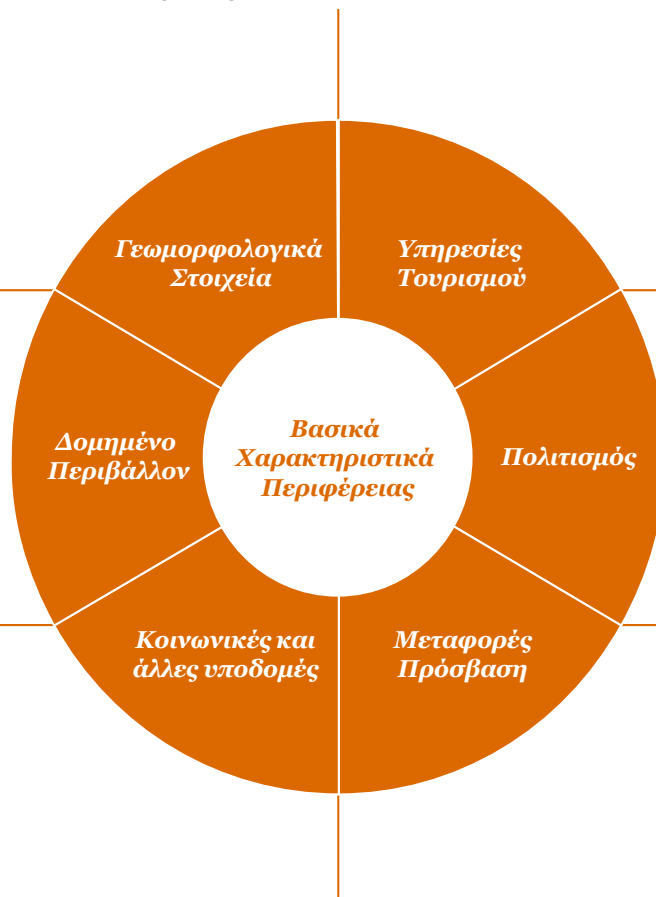 Γεωμορφολογικά
Στοιχεία
Υπηρεσίες
Τουρισμού
Δομημένο
Περιβάλλον
Βασικά
Χαρακτηριστικά
Περιφέρειας
Πολιτισμός
Κοινωνικές και
άλλες υποδομές
Μεταφορές
Πρόσβαση